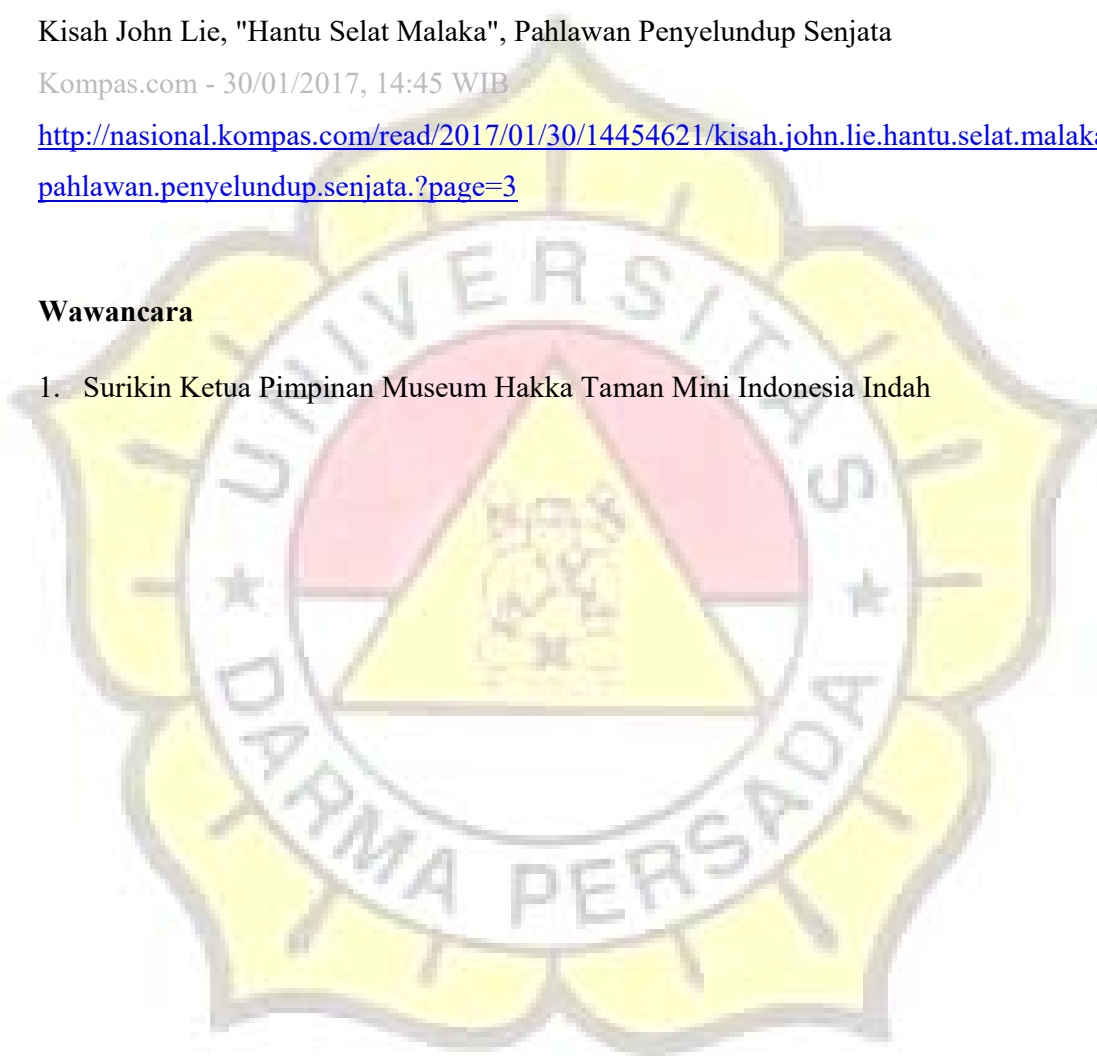 Kisah John Lie, "Hantu Selat Malaka", Pahlawan Penyelundup Senjata
Kompas.com - 30/01/2017, 14:45 WIB
http://nasional.kompas.com/read/2017/01/30/14454621/kisah.john.lie.hantu.selat.malaka
pahlawan.penyelundup.senjata.?page=3
Wawancara
1. Surikin Ketua Pimpinan Museum Hakka Taman Mini Indonesia Indah
UNIVERSITAS
DARMA PERSADA